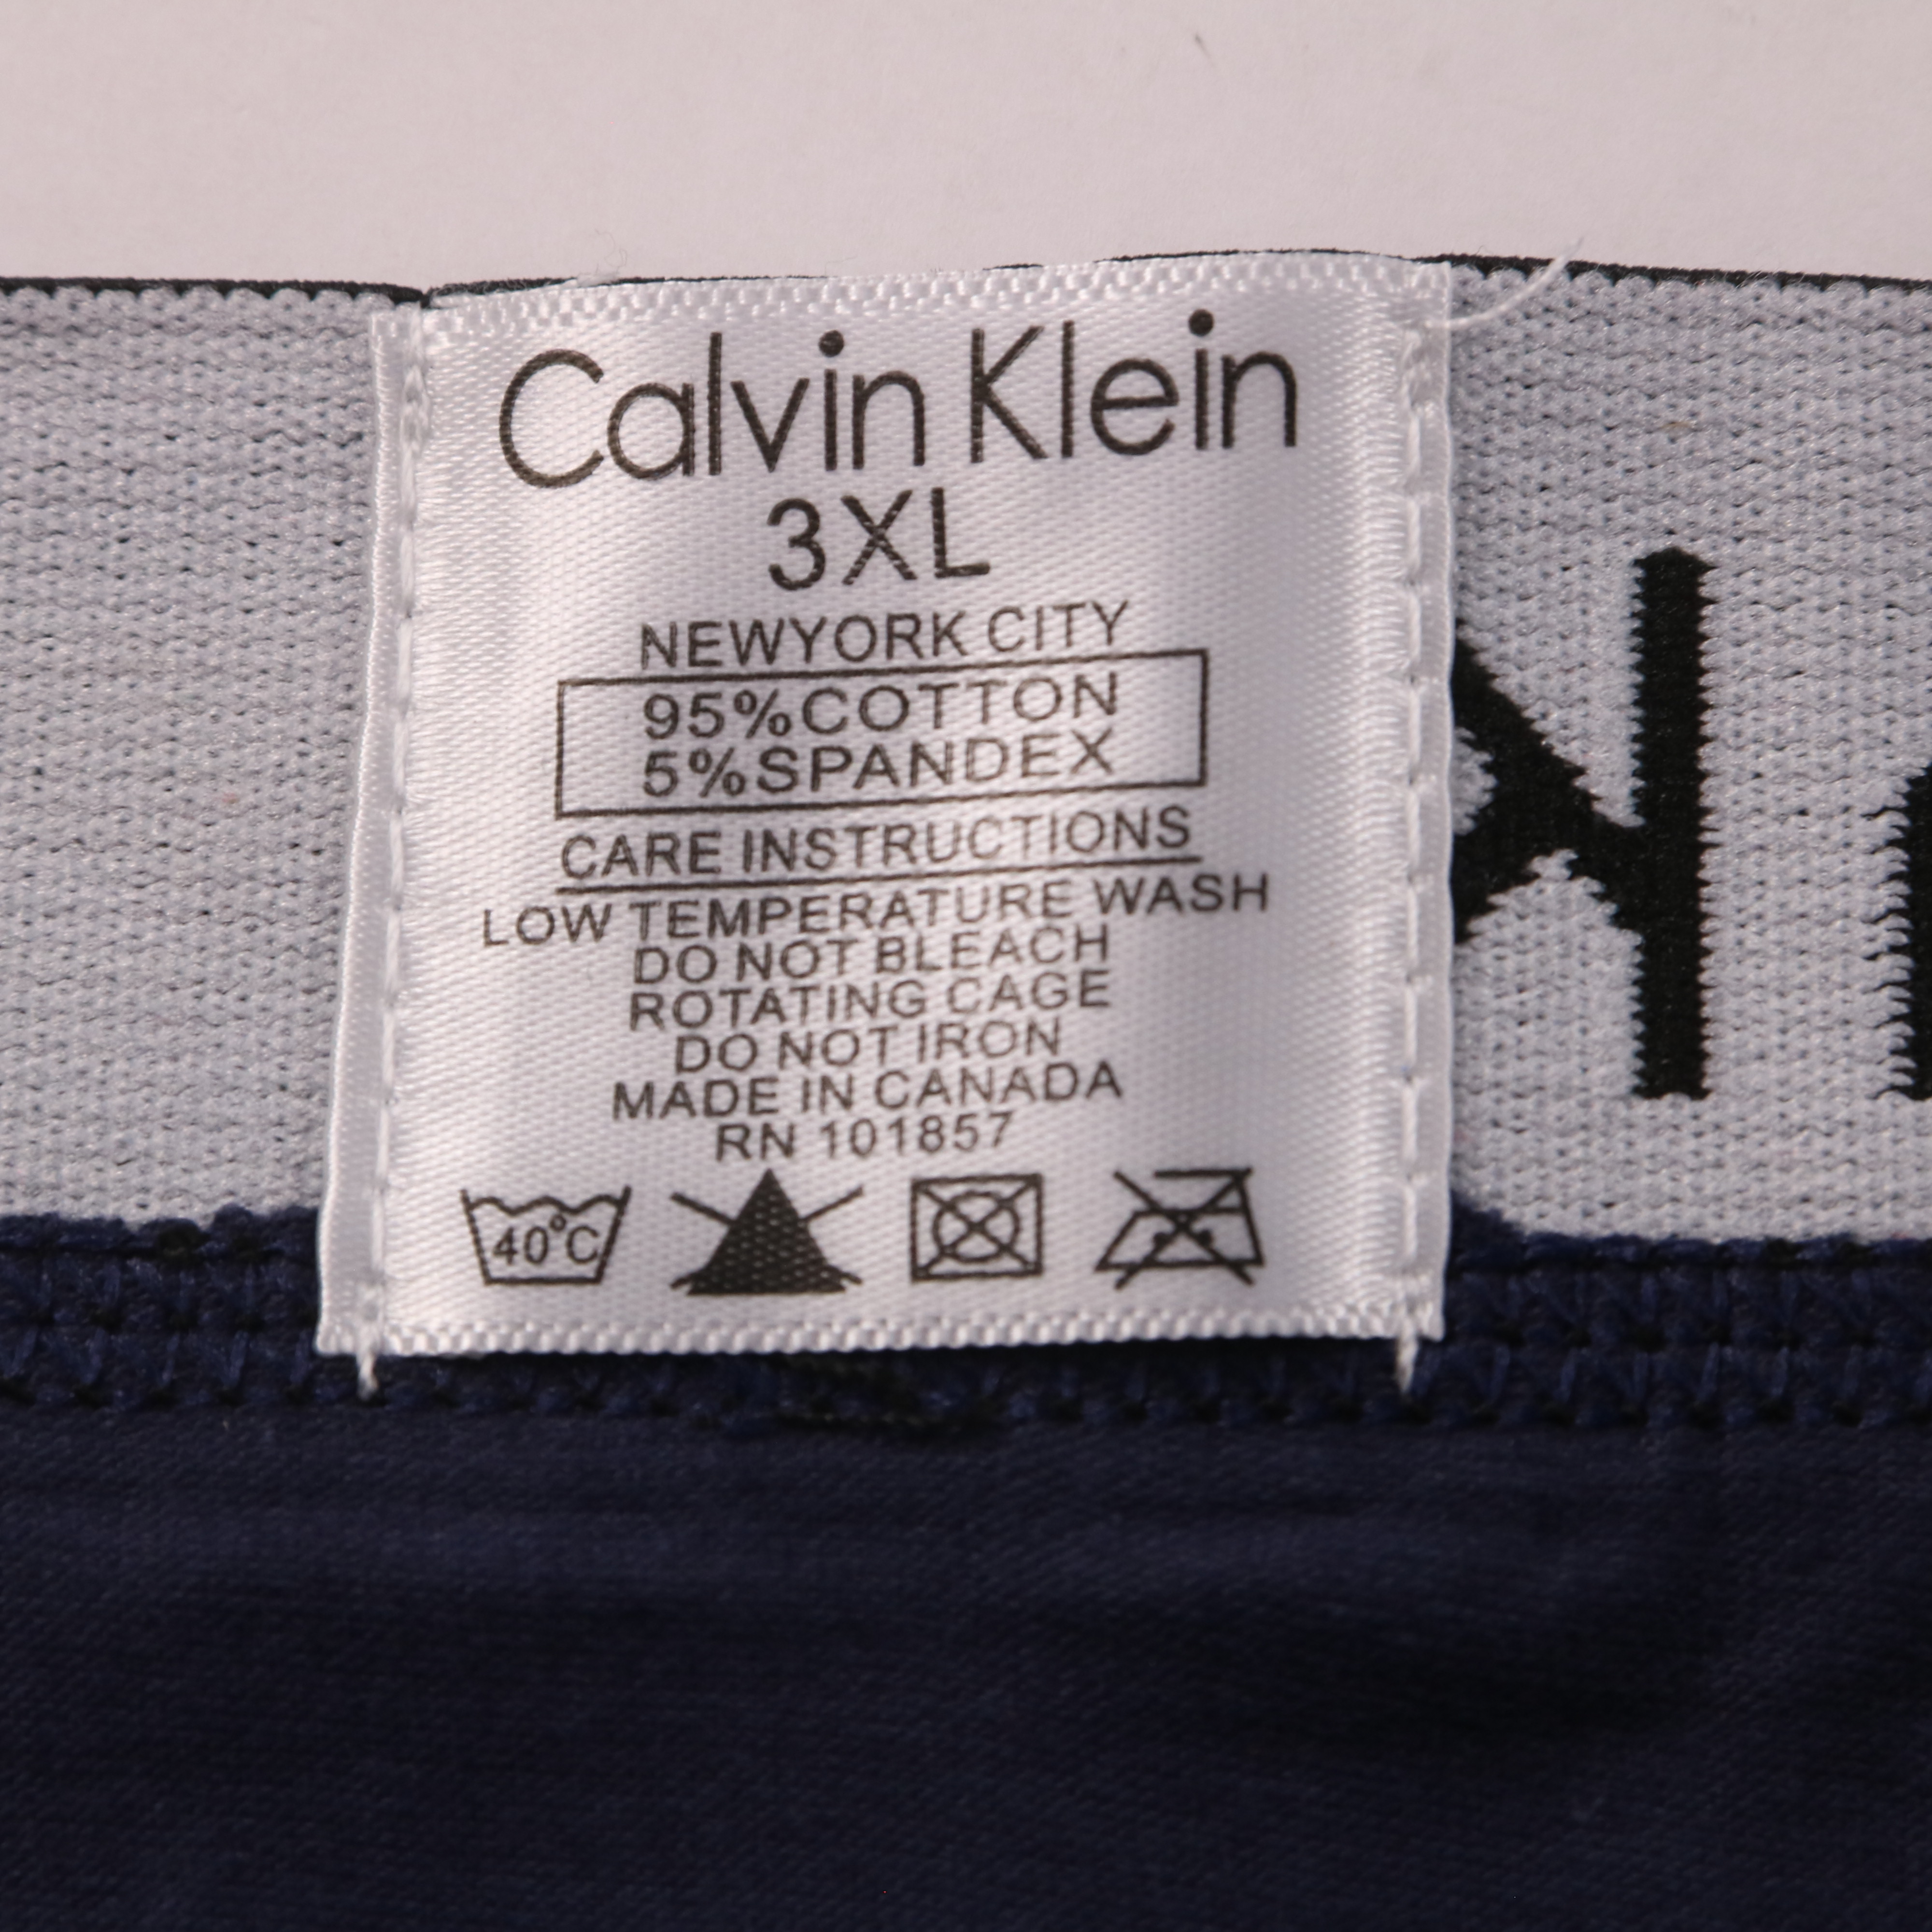 Calvin Klein
3XL
NEWYORK CITY
95%COTTON
5%SPANDEX
CARE INSTRUCTIONS
LOW TEMPERATURE WASH
DO NOT BLEACH
ROTATING CAGE
DO NOT IRON
MADE IN CANADA
RN 101857
40°C